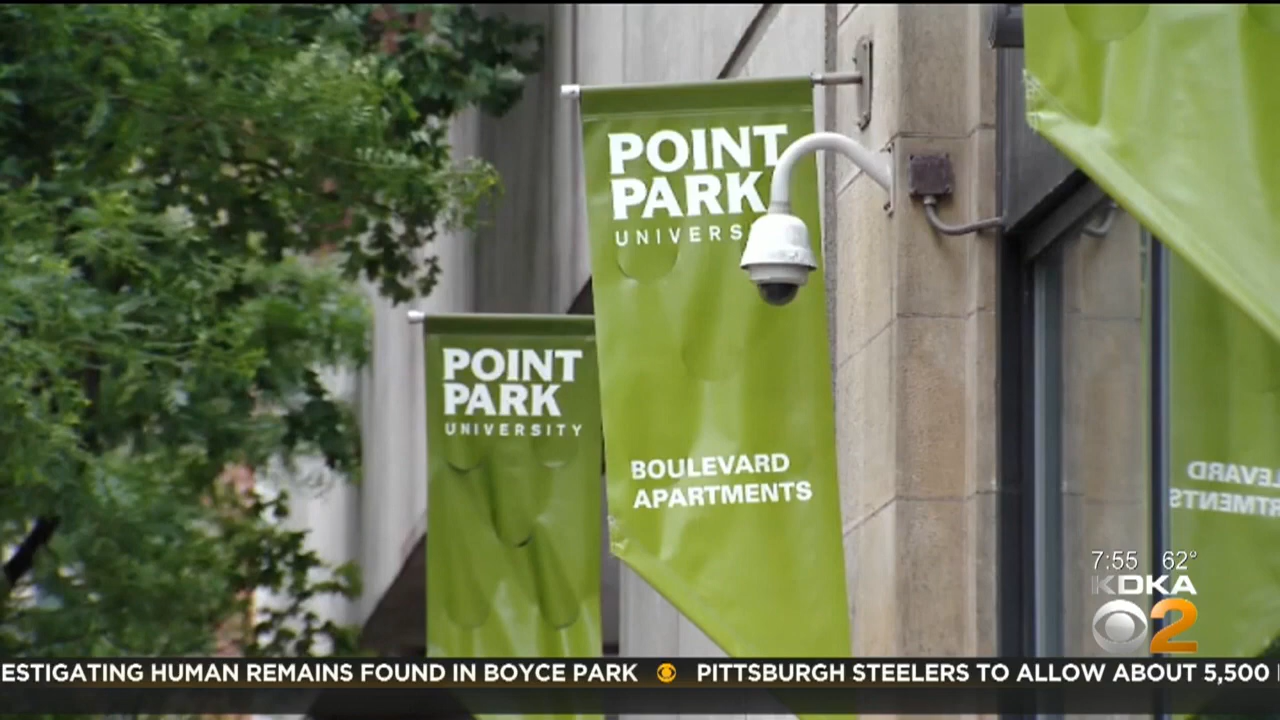 POINT
PARK
UNIVERSITY
POINT
PARK
UNIVERS
BOULEVARD
APARTMENTS
7:55 62°
KDKA
2
ESTIGATING HUMAN REMAINS FOUND IN BOYCE PARK PITTSBURGH STEELERS TO ALLOW ABOUT 5,500